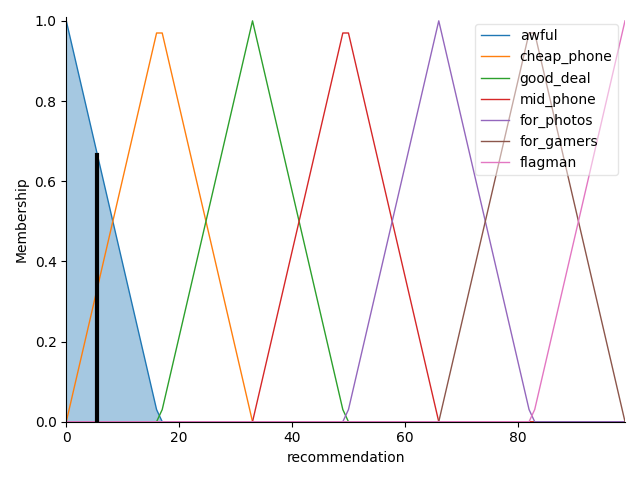 1.0
0.8
0.6
0.4
0.2
0.0
Membership
0
20
40
60
80
recommendation
awful
cheap_phone
good_deal
mid_phone
for_photos
for_gamers
flagman